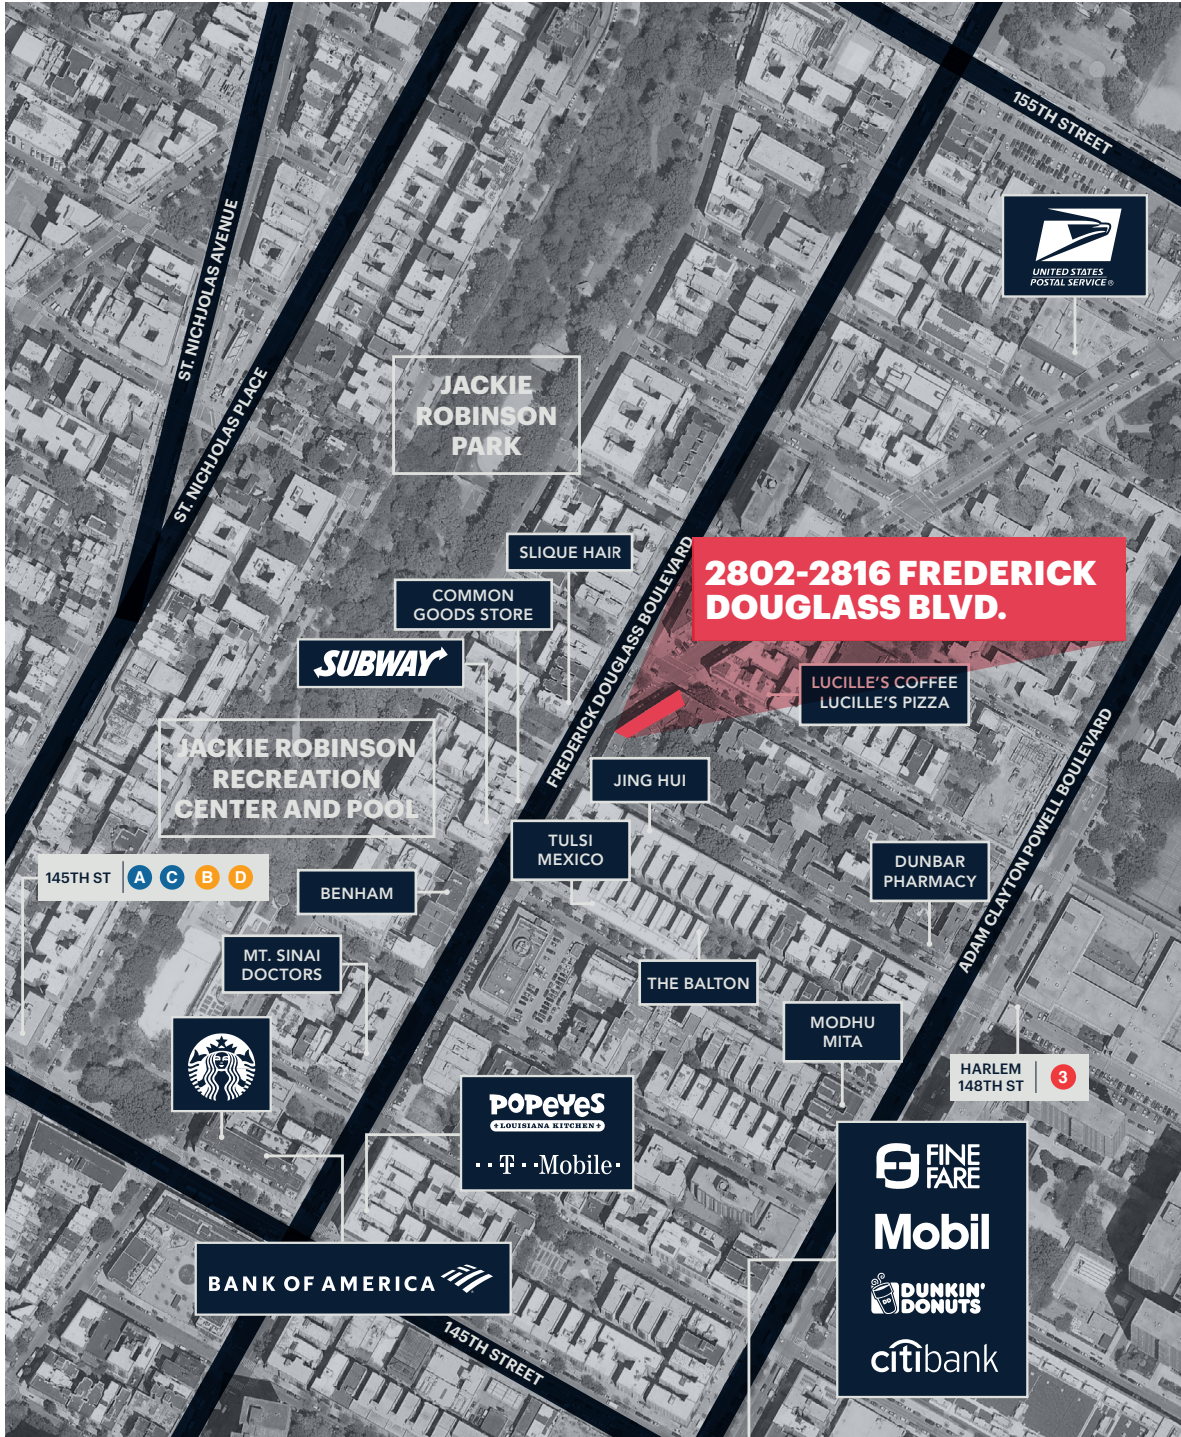 155TH STREET
UNITED STATES
POSTAL SERVICE®
ST. NICHJOLAS AVENUE
ST. NICHJOLAS PLACE
JACKIE
ROBINSON
PARK
SLIQUE HAIR
COMMON
GOODS STORE
SUBWAY
FREDERICK DOUGLASS BOULEVARD
2802-2816 FREDERICK
DOUGLASS BLVD.
LUCILLE'S COFFEE
LUCILLE'S PIZZA
JACKIE ROBINSON
RECREATION
CENTER AND POOL
JING HUI
TULSI
MEXICO
ADAM CLAYTON POWELL BOULEVARD
DUNBAR
PHARMACY
145TH ST A C B D
BENHAM
MT. SINAI
DOCTORS
THE BALTON
MODHU
MITA
HARLEM
148TH ST
3
POPEYES
LOUISIANA KITCHEN
T Mobile
FINE
FARE
Mobil
DUNKIN'
DONUTS
DD
citibank
BANK OF AMERICA
145TH STREET